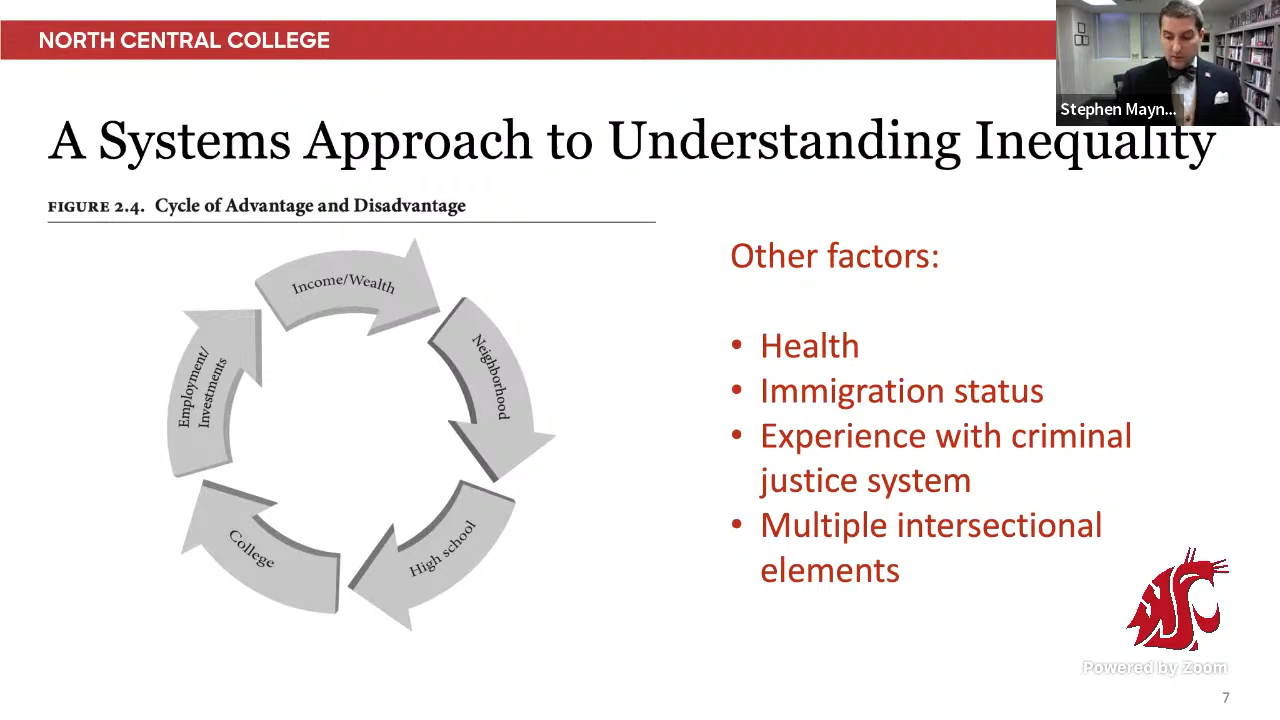 NORTH CENTRAL COLLEGE
Stephen Mayn...
A Systems Approach to Understanding Inequality
FIGURE 2.4. Cycle of Advantage and Disadvantage
Income/Wealth
Neighborhood
High school
College
Employment/
Investments
Other factors:
• Health
• Immigration status
• Experience with criminal
justice system
• Multiple intersectional
elements
Powered by Zoom
7